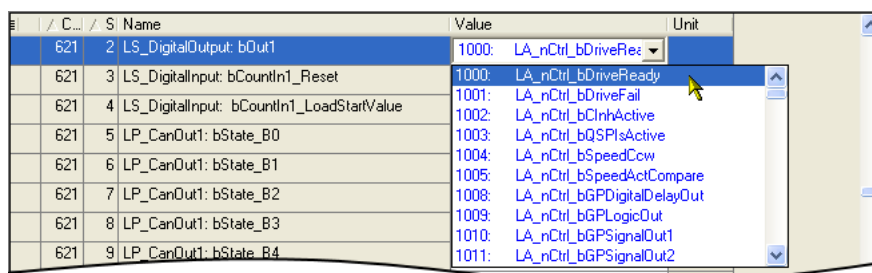 C... S Name Value Unit
621 2 LS_DigitalOutput: bOut1 1000: LA_nCtrl_bDriveRea
621 3 LS_DigitalInput: bCountIn1_Reset
621 4 LS_DigitalInput: bCountIn1_LoadStartValue
621 5 LP_CanOut1: bState_B0
621 6 LP_CanOut1: bState_B1
621 7 LP_CanOut1: bState_B2
621 8 LP_CanOut1: bState_B3
621 9 LP_CanOut1: bState_B4
1000: LA_nCtrl_bDriveReady
1001: LA_nCtrl_bDriveFail
1002: LA_nCtrl_bCInhActive
1003: LA_nCtrl_bQSPIsActive
1004: LA_nCtrl_bSpeedCcw
1005: LA_nCtrl_bSpeedActCompare
1008: LA_nCtrl_bGPDigitalDelayOut
1009: LA_nCtrl_bGPLogicOut
1010: LA_nCtrl_bGPSignalOut1
1011: LA_nCtrl_bGPSignalOut2